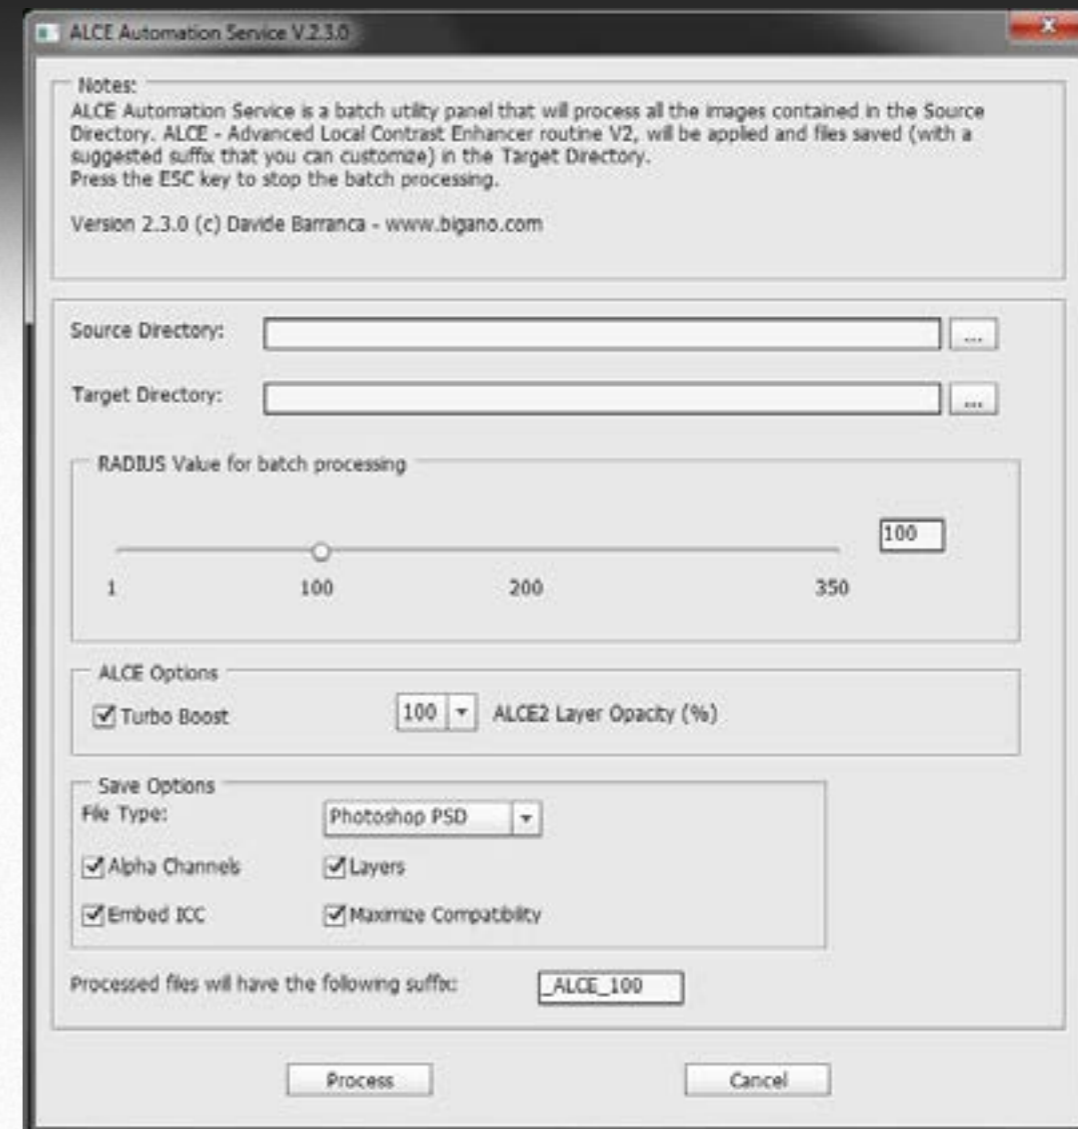 ALCE Automation Service V.2.3.0
Notes:
ALCE Automation Service is a batch utility panel that will process all the images contained in the Source
Directory. ALCE - Advanced Local Contrast Enhancer routine V2, will be applied and files saved (with a
suggested suffix that you can customize) in the Target Directory.
Press the ESC key to stop the batch processing.
Version 2.3.0 (c) Davide Barranca - www.bigano.com
Source Directory: ...
Target Directory: ...
RADIUS Value for batch processing
100
1 100 200 350
ALCE Options
Turbo Boost 100 ALCE2 Layer Opacity (%)
Save Options
File Type: Photoshop PSD
Alpha Channels Layers
Embed ICC Maximize Compatibility
Processed files will have the following suffix: _ALCE_100
Process Cancel